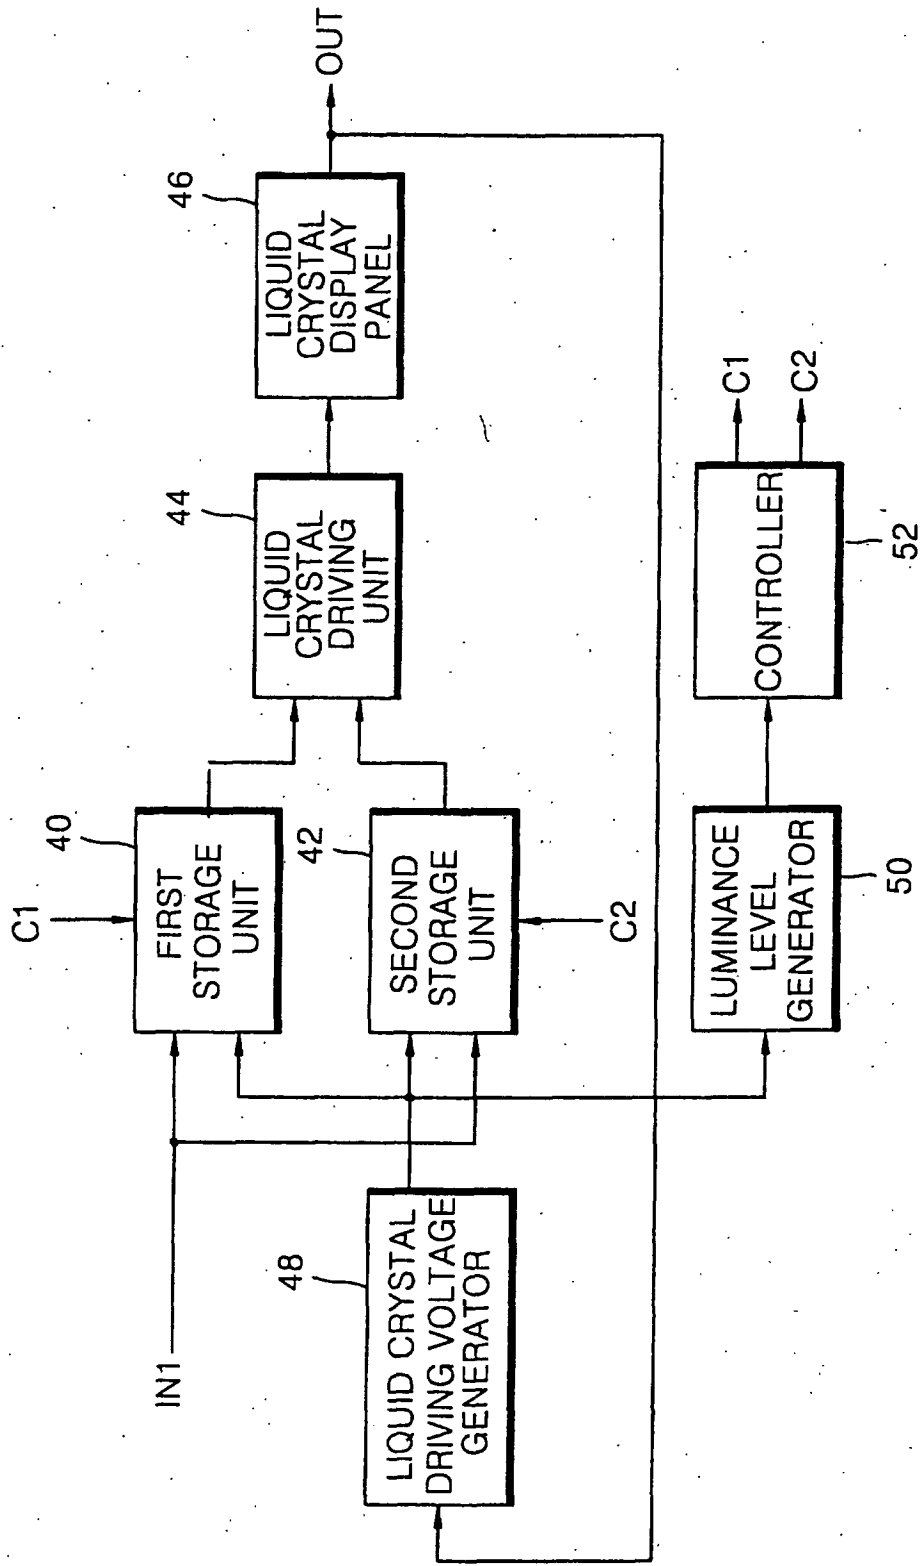 C1
40
FIRST
STORAGE
UNIT
44
LIQUID
CRYSTAL
DRIVING
UNIT
46
LIQUID
CRYSTAL
DISPLAY
PANEL
OUT
IN1
42
SECOND
STORAGE
UNIT
C2
48
LIQUID CRYSTAL
DRIVING VOLTAGE
GENERATOR
LUMINANCE
LEVEL
GENERATOR
50
CONTROLLER
52
C1
C2